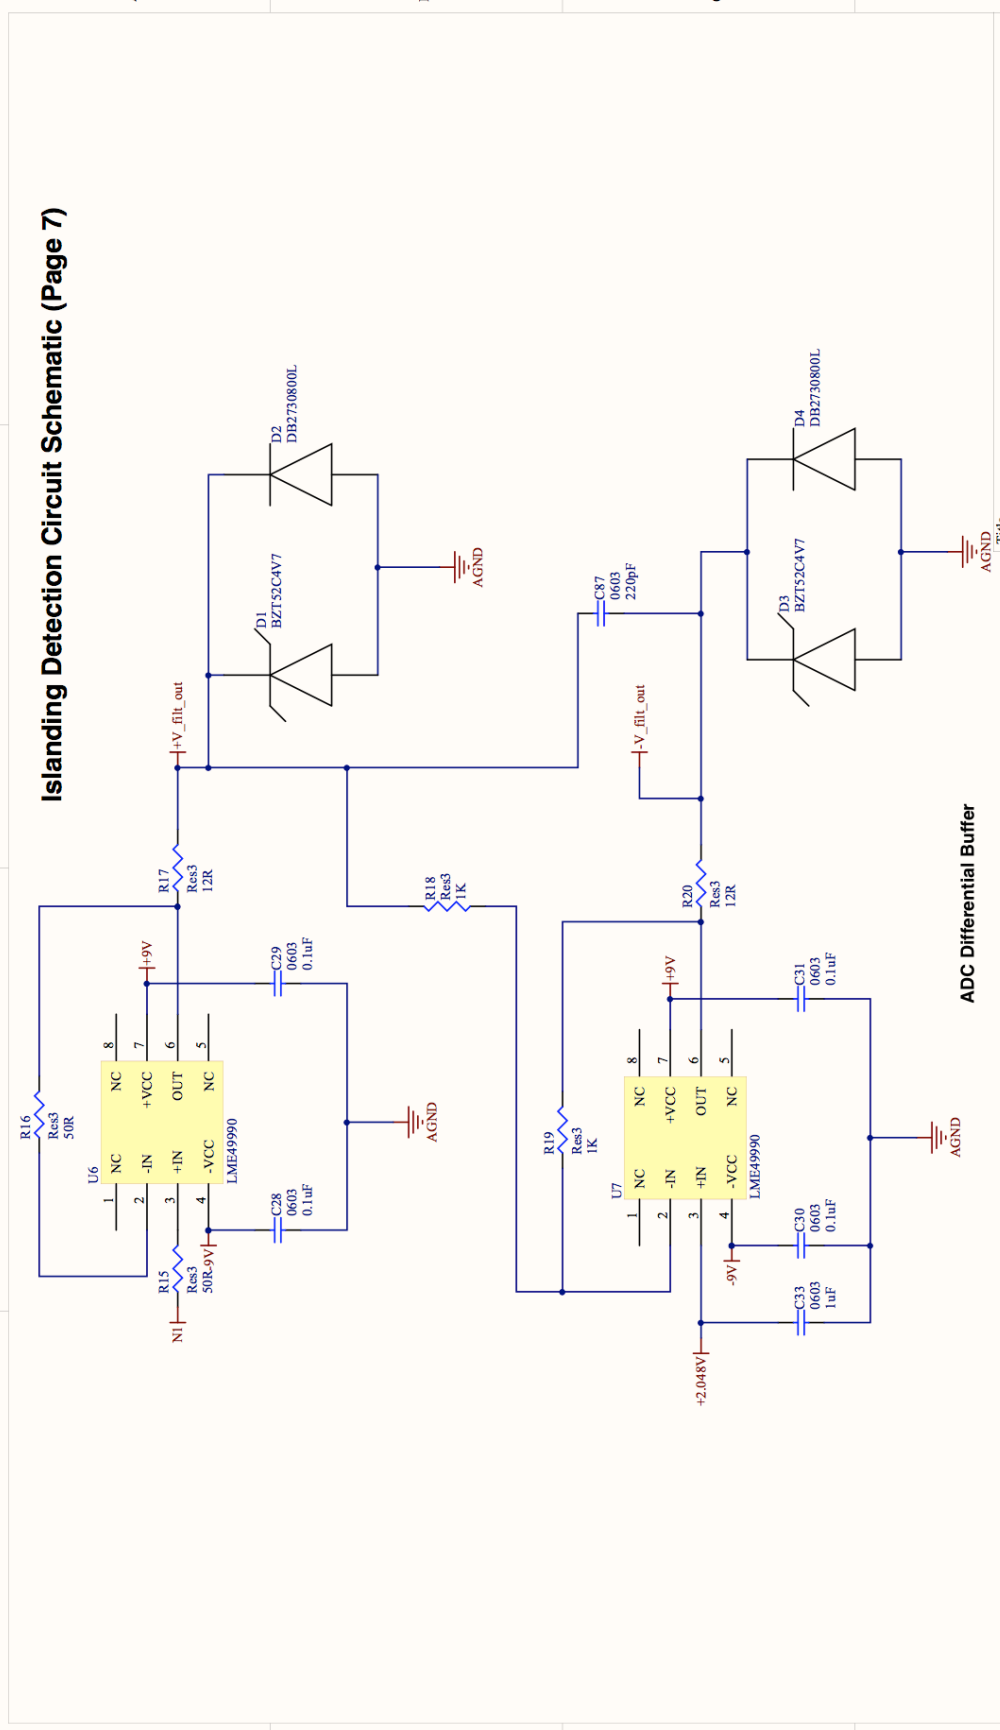 Islanding Detection Circuit Schematic (Page 7)
R16
Res3
50R
U6
1
NC
2
-IN
3
+IN
4
-VCC
NC
8
+VCC
7
OUT
6
NC
5
LME49990
N1
R15
Res3
50R
-9V
+9V
C28
0603
0.1uF
C29
0603
0.1uF
AGND
R17
Res3
12R
+V_filt_out
D1
BZT52C4V7
D2
DB2730800L
AGND
R18
Res3
1K
C87
0603
220pF
R19
Res3
1K
U7
1
NC
2
-IN
3
+IN
4
-VCC
NC
8
+VCC
7
OUT
6
NC
5
LME49990
+2.048V
-9V
+9V
C33
0603
1uF
C30
0603
0.1uF
C31
0603
0.1uF
AGND
R20
Res3
12R
-V_filt_out
D3
BZT52C4V7
D4
DB2730800L
AGND
ADC Differential Buffer